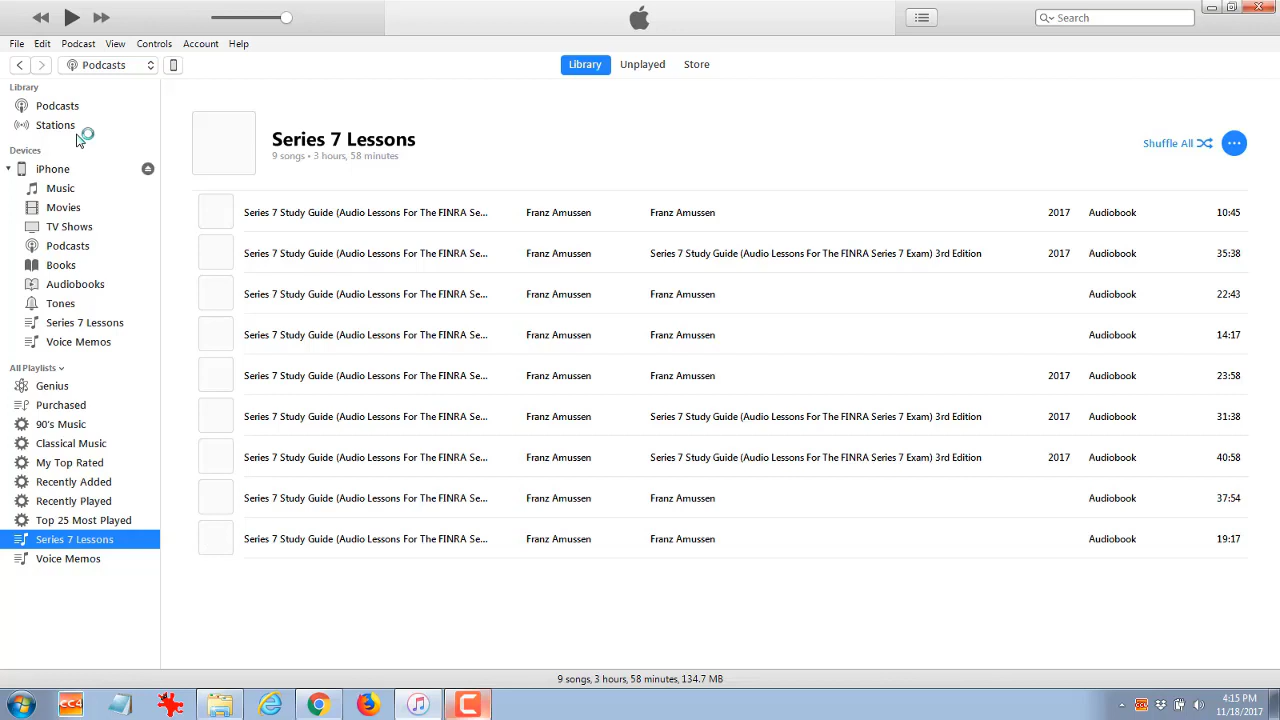 Search
File Edit Podcast View Controls Account Help
Podcasts
Library Unplayed Store
Library
Podcasts
Stations
Devices
iPhone
Music
Movies
TV Shows
Podcasts
Books
Audiobooks
Tones
Series 7 Lessons
Voice Memos
All Playlists
Genius
Purchased
90's Music
Classical Music
My Top Rated
Recently Added
Recently Played
Top 25 Most Played
Series 7 Lessons
Voice Memos
Series 7 Lessons
9 songs • 3 hours, 58 minutes
Shuffle All
Series 7 Study Guide (Audio Lessons For The FINRA Se... Franz Amussen Franz Amussen 2017 Audiobook 10:45
Series 7 Study Guide (Audio Lessons For The FINRA Se... Franz Amussen Series 7 Study Guide (Audio Lessons For The FINRA Series 7 Exam) 3rd Edition 2017 Audiobook 35:38
Series 7 Study Guide (Audio Lessons For The FINRA Se... Franz Amussen Franz Amussen Audiobook 22:43
Series 7 Study Guide (Audio Lessons For The FINRA Se... Franz Amussen Franz Amussen Audiobook 14:17
Series 7 Study Guide (Audio Lessons For The FINRA Se... Franz Amussen Franz Amussen 2017 Audiobook 23:58
Series 7 Study Guide (Audio Lessons For The FINRA Se... Franz Amussen Series 7 Study Guide (Audio Lessons For The FINRA Series 7 Exam) 3rd Edition 2017 Audiobook 31:38
Series 7 Study Guide (Audio Lessons For The FINRA Se... Franz Amussen Series 7 Study Guide (Audio Lessons For The FINRA Series 7 Exam) 3rd Edition 2017 Audiobook 40:58
Series 7 Study Guide (Audio Lessons For The FINRA Se... Franz Amussen Franz Amussen Audiobook 37:54
Series 7 Study Guide (Audio Lessons For The FINRA Se... Franz Amussen Franz Amussen Audiobook 19:17
9 songs, 3 hours, 58 minutes, 134.7 MB
CC4
4:15 PM
11/18/2017